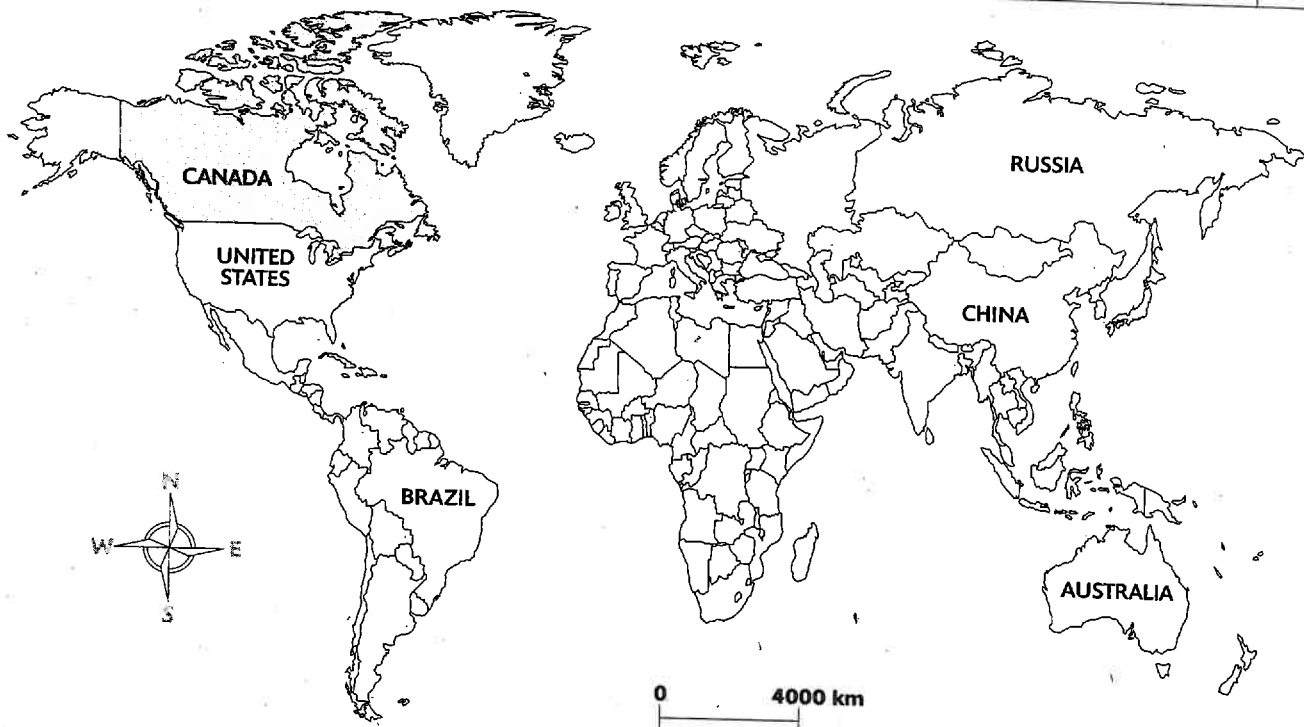 CANADA
RUSSIA
UNITED
STATES
CHINA
BRAZIL
N
W E
S
AUSTRALIA
0 4000 km